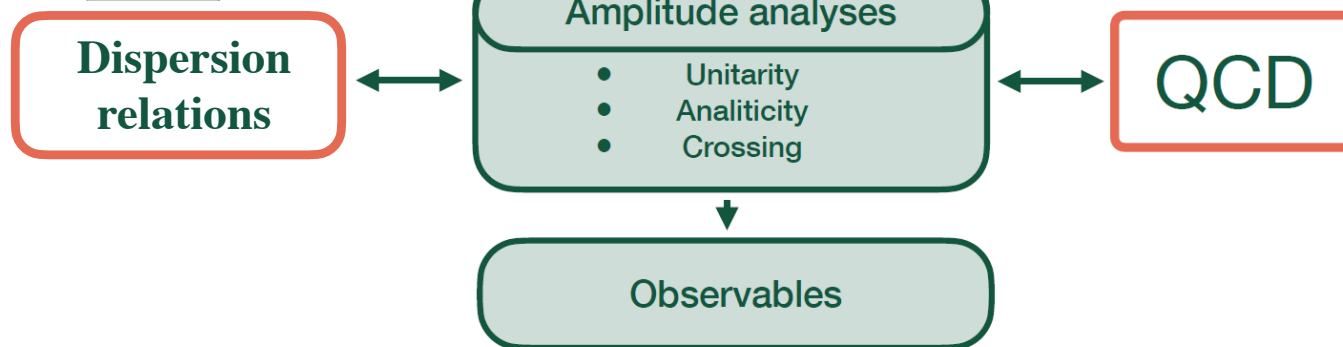 Amplitude analyses
Dispersion
relations
• Unitarity
• Analiticity
• Crossing
QCD
Observables